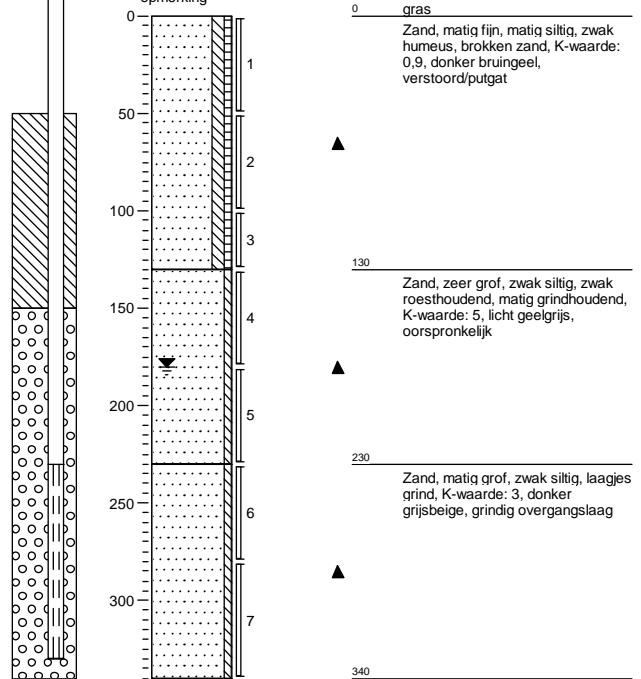 opmerking
0
50
100
150
200
250
300
1
2
3
4
5
6
7
0
gras
Zand, matig fijn, matig siltig, zwak
humeus, brokken zand, K-waarde:
0,9, donker bruingeel,
verstoord/putgat
130
Zand, zeer grof, zwak siltig, zwak
roesthoudend, matig grindhoudend,
K-waarde: 5, licht geelgrijs,
oorspronkelijk
230
Zand, matig grof, zwak siltig, laagjes
grind, K-waarde: 3, donker
grijsbeige, grindig overgangslaag
340